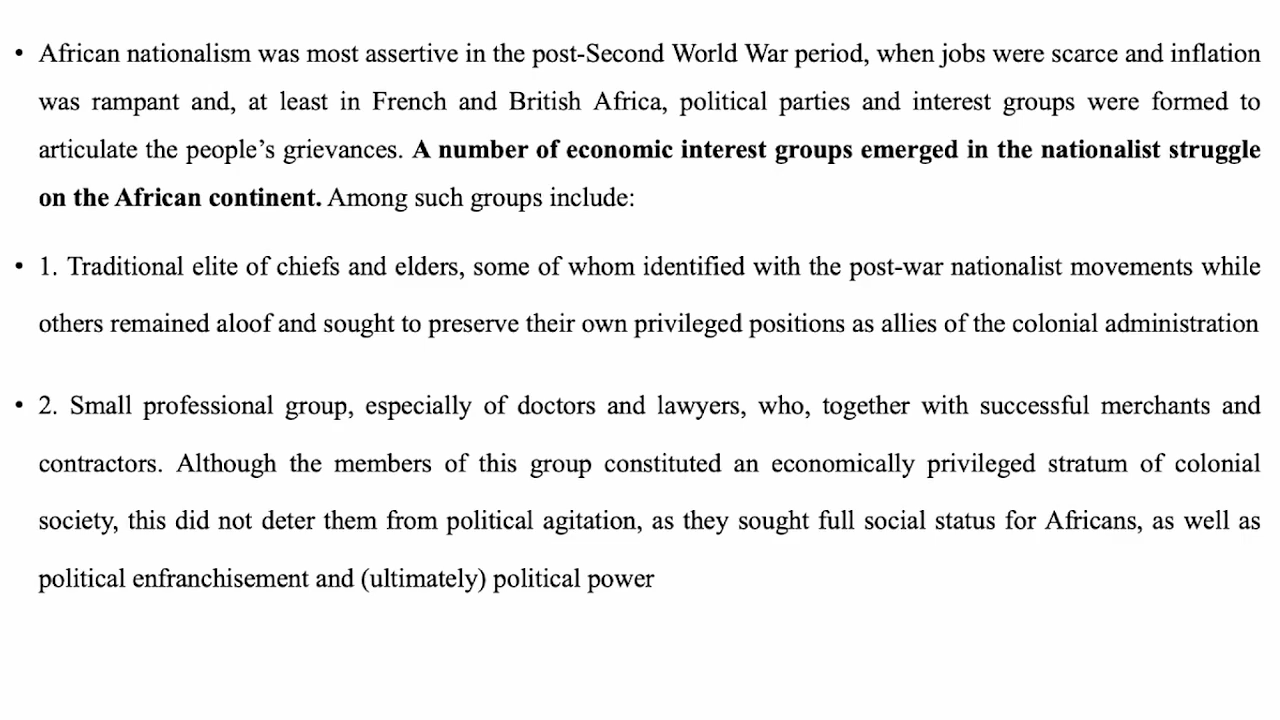 • African nationalism was most assertive in the post-Second World War period, when jobs were scarce and inflation
was rampant and, at least in French and British Africa, political parties and interest groups were formed to
articulate the people’s grievances. A number of economic interest groups emerged in the nationalist struggle
on the African continent. Among such groups include:
• 1. Traditional elite of chiefs and elders, some of whom identified with the post-war nationalist movements while
others remained aloof and sought to preserve their own privileged positions as allies of the colonial administration
• 2. Small professional group, especially of doctors and lawyers, who, together with successful merchants and
contractors. Although the members of this group constituted an economically privileged stratum of colonial
society, this did not deter them from political agitation, as they sought full social status for Africans, as well as
political enfranchisement and (ultimately) political power